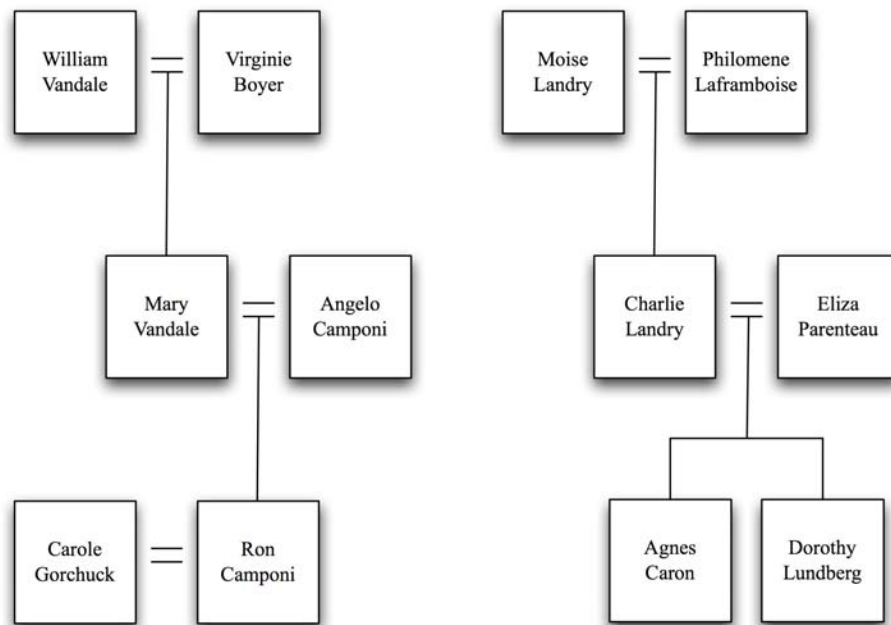 William
Vandale
Virginie
Boyer
Moise
Landry
Philomene
Laframboise
Mary
Vandale
Angelo
Camponi
Charlie
Landry
Eliza
Parenteau
Carole
Gorchuck
Ron
Camponi
Agnes
Caron
Dorothy
Lundberg